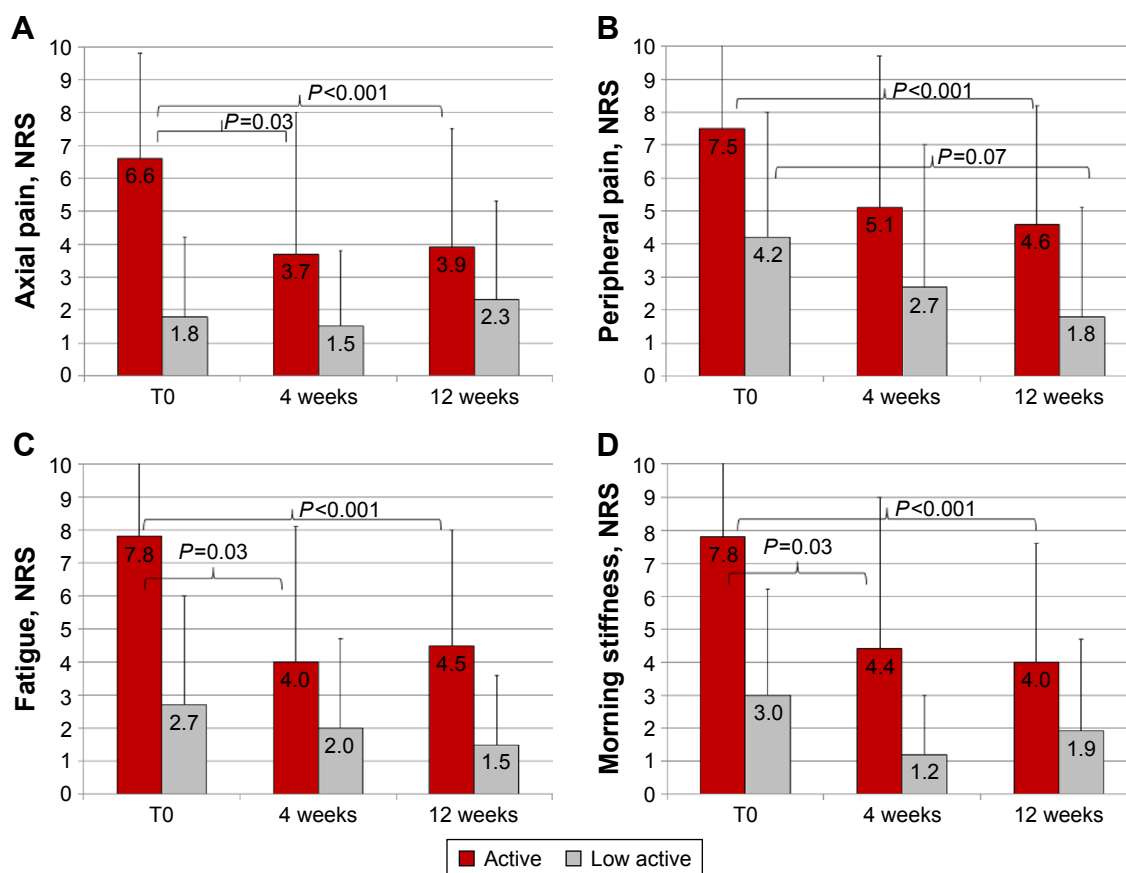 A
Axial pain, NRS
10
9
8
7
6
5
4
3
2
1
0
P<0.001
P=0.03
6.6
1.8
3.7
1.5
3.9
2.3
T0
4 weeks
12 weeks
B
Peripheral pain, NRS
10
9
8
7
6
5
4
3
2
1
0
P<0.001
P=0.07
7.5
4.2
5.1
2.7
4.6
1.8
T0
4 weeks
12 weeks
C
Fatigue, NRS
10
9
8
7
6
5
4
3
2
1
0
P<0.001
P=0.03
7.8
2.7
4.0
2.0
4.5
1.5
T0
4 weeks
12 weeks
D
Morning stiffness, NRS
10
9
8
7
6
5
4
3
2
1
0
P<0.001
P=0.03
7.8
3.0
4.4
1.2
4.0
1.9
T0
4 weeks
12 weeks
Active
Low active